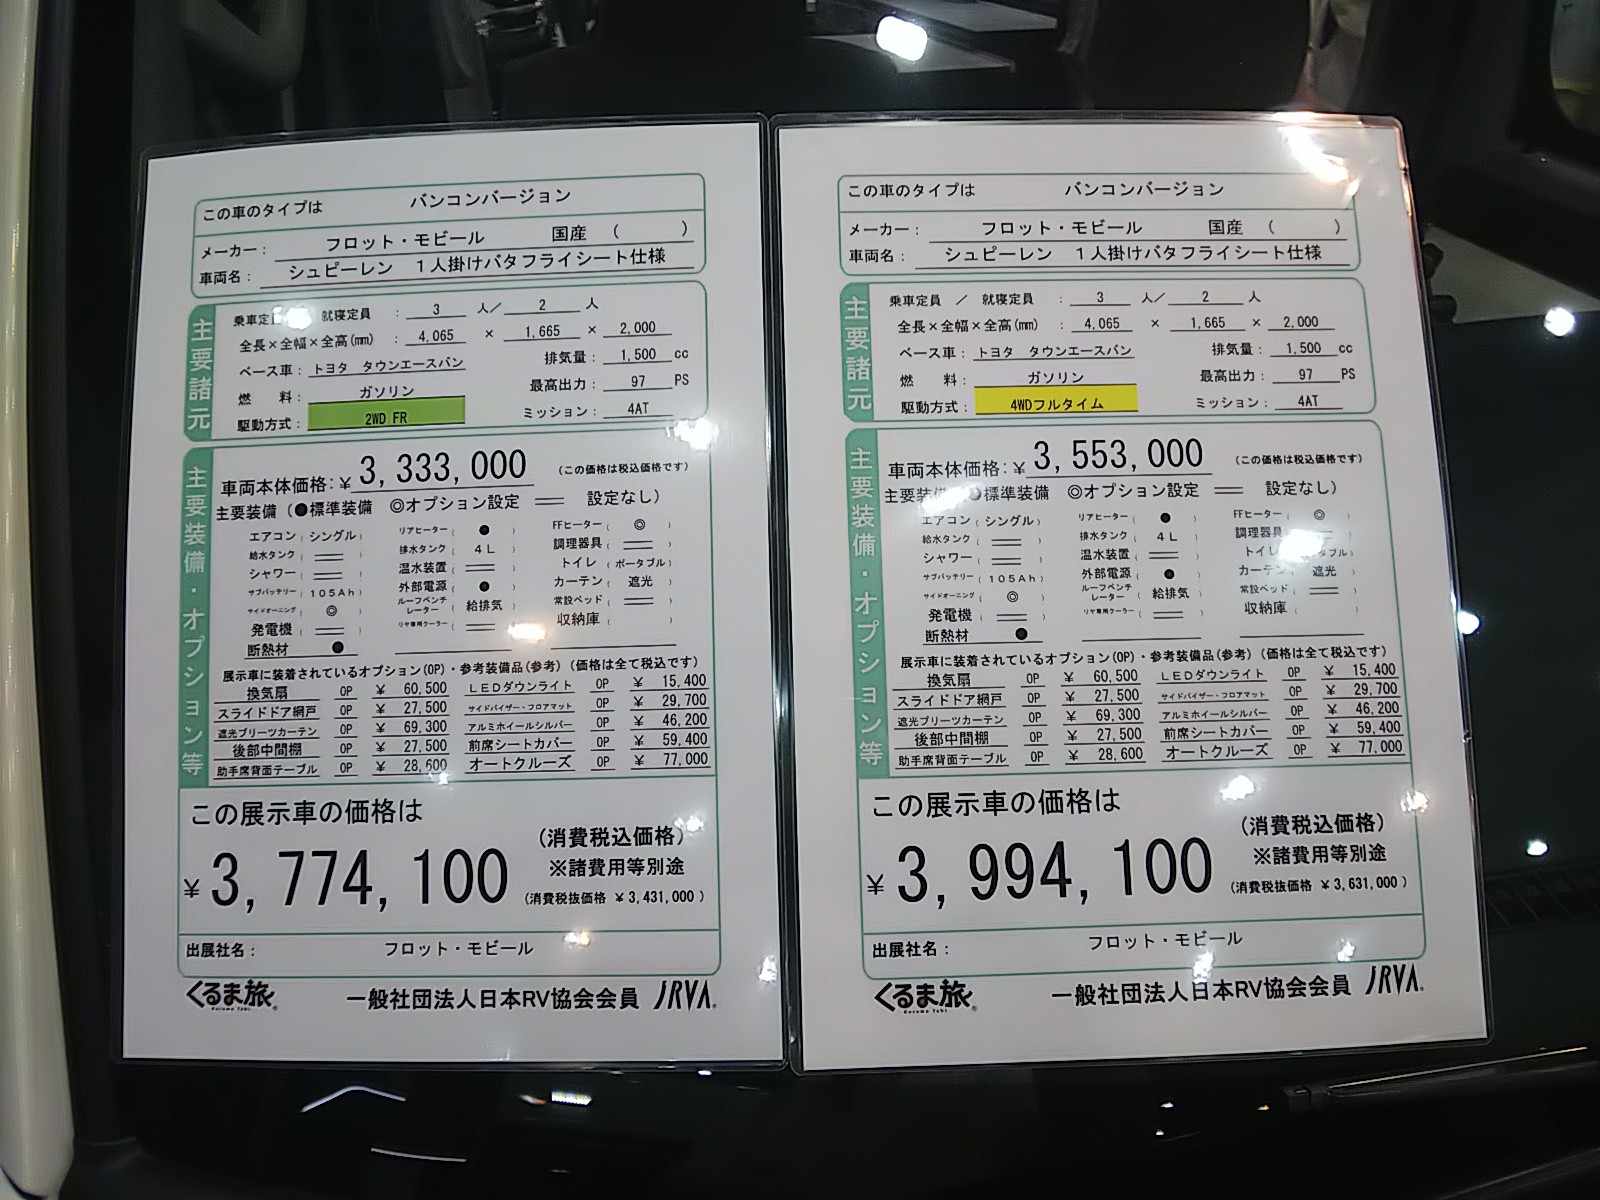 この車のタイプは バンコンバージョン
メーカー： フロット・モビール 国産 （ ）
車両名： シュピーレン １人掛けバタフライシート仕様
主要諸元
乗車定 就寝定員 ： 3 人／ 2 人
全長×全幅×全高(mm) ： 4,065 × 1,665 × 2,000
ベース車： トヨタ タウンエースバン 排気量： 1,500 cc
燃 料： ガソリン 最高出力： 97 PS
駆動方式： 2WD FR ミッション： 4AT
主要装備・オプション等
車両本体価格：￥ 3,333,000 （この価格は税込価格です）
主要装備（●標準装備 ◎オプション設定 ＝ 設定なし）
エアコン （ シングル ） リアヒーター（ ● ） FFヒーター（ ◎ ）
給水タンク （ ＝ ） 排水タンク （ 4L ） 調理器具（ ＝ ）
シャワー （ ＝ ） 温水装置（ ＝ ） トイレ（ポータブル）
サブバッテリー（ 105Ah ） 外部電源（ ● ） カーテン（ 遮光 ）
サイドオーニング（ ◎ ） ルーフベンチレーター（ 給排気 ） 常設ベッド（ ＝ ）
発電機（ ＝ ） リヤ専用クーラー（ ＝ ） 収納庫（ ）
断熱材 ●
展示車に装着されているオプション(OP)・参考装備品(参考)（価格は全て税込です）
換気扇 OP ￥ 60,500 ＬＥＤダウンライト OP ￥ 15,400
スライドドア網戸 OP ￥ 27,500 サイドバイザー・フロアマット OP ￥ 29,700
遮光プリーツカーテン OP ￥ 69,300 アルミホイールシルバー OP ￥ 46,200
後部中間棚 OP ￥ 27,500 前席シートカバー OP ￥ 59,400
助手席背面テーブル OP ￥ 28,600 オートクルーズ OP ￥ 77,000
この展示車の価格は
￥3,774,100 （消費税込価格）
※諸費用等別途
（消費税抜価格 ￥3,431,000 ）
出展社名： フロット・モビール
くるま旅 Kuruma Tabi 一般社団法人日本RV協会会員 JRVA
この車のタイプは バンコンバージョン
メーカー： フロット・モビール 国産 （ ）
車両名： シュピーレン １人掛けバタフライシート仕様
主要諸元
乗車定員 ／ 就寝定員 ： 3 人／ 2 人
全長×全幅×全高(mm) ： 4,065 × 1,665 × 2,000
ベース車： トヨタ タウンエースバン 排気量： 1,500 cc
燃 料： ガソリン 最高出力： 97 PS
駆動方式： 4WDフルタイム ミッション： 4AT
主要装備・オプション等
車両本体価格：￥ 3,553,000 （この価格は税込価格です）
主要装備（●標準装備 ◎オプション設定 ＝ 設定なし）
エアコン （ シングル ） リアヒーター（ ● ） FFヒーター（ ◎ ）
給水タンク （ ＝ ） 排水タンク （ 4L ） 調理器具
シャワー （ ＝ ） 温水装置（ ＝ ） トイ タブル）
サブバッテリー（ 105Ah ） 外部電源（ ● ） カーテン 遮光 ）
サイドオーニング（ ◎ ） ルーフベンチレーター（ 給排気 ） 常設ベッド（ ＝ ）
発電機（ ＝ ） リヤ専用クーラー（ ＝ ） 収納庫（ ）
断熱材 ●
展示車に装着されているオプション(OP)・参考装備品(参考)（価格は全て税込です）
換気扇 OP ￥ 60,500 ＬＥＤダウンライト OP ￥ 15,400
スライドドア網戸 OP ￥ 27,500 サイドバイザー・フロアマット OP ￥ 29,700
遮光プリーツカーテン OP ￥ 69,300 アルミホイールシルバー OP ￥ 46,200
後部中間棚 OP ￥ 27,500 前席シートカバー OP ￥ 59,400
助手席背面テーブル OP ￥ 28,600 オートクルーズ OP ￥ 77,000
この展示車の価格は
￥3,994,100 （消費税込価格）
※諸費用等別途
（消費税抜価格 ￥3,631,000 ）
出展社名： フロット・モビール
くるま旅 Kuruma Tabi 一般社団法人日本RV協会会員 JRVA